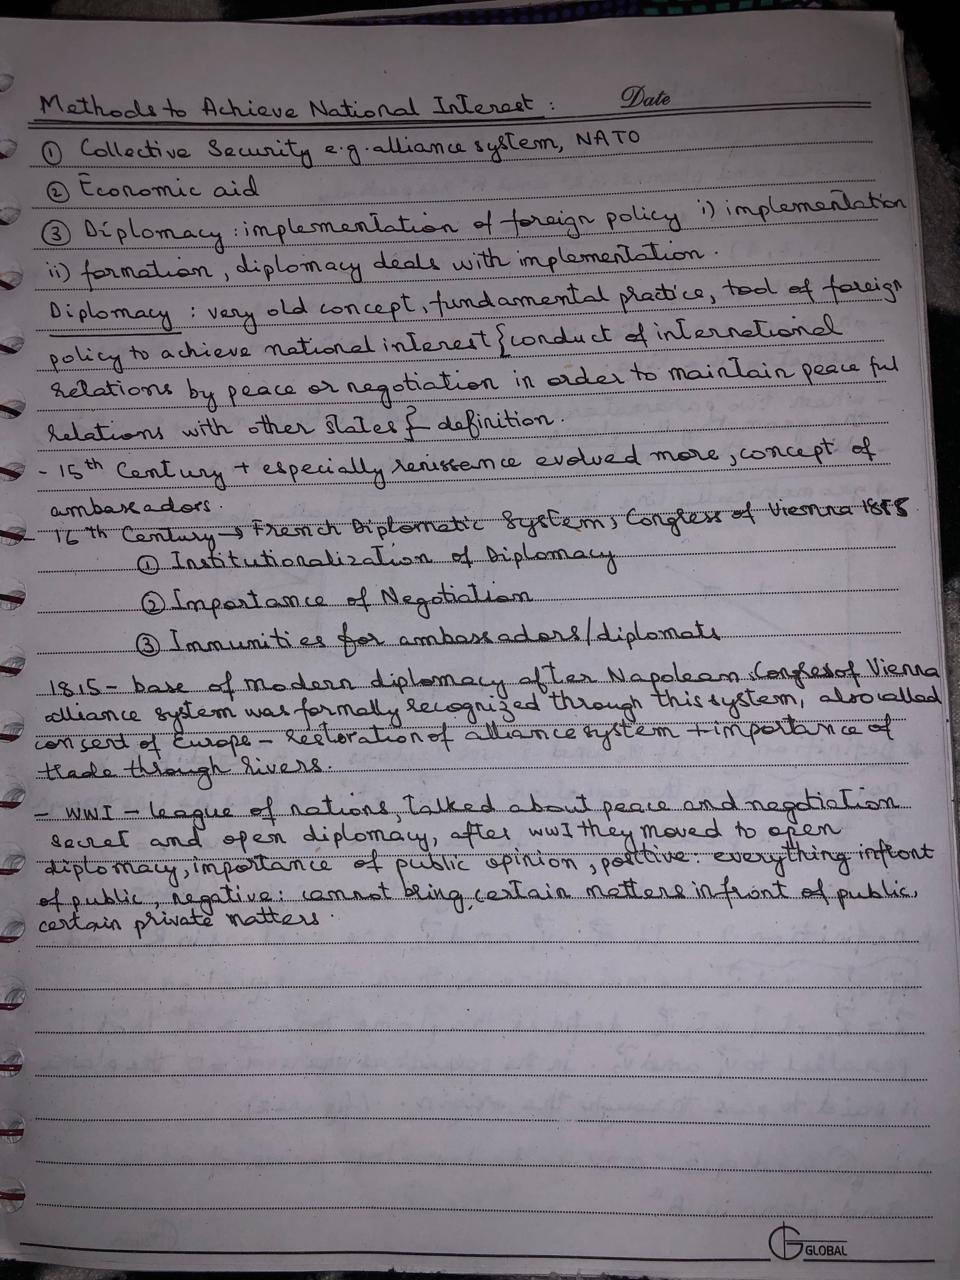 Date
Methods to Achieve National Interest :
① Collective Security e.g. alliance system, NATO
② Economic aid
③ Diplomacy : implementation of foreign policy i) implementation
ii) formation, diplomacy deals with implementation.
Diplomacy : very old concept, fundamental practice, tool of foreign
policy to achieve national interest { conduct of international
relations by peace or negotiation in order to maintain peaceful
relations with other states } definition.
- 15th Century + especially renissence evolved more, concept of
ambassadors.
- 16th Century → French Diplomatic System, Congress of Vienna
① Institutionalization of Diplomacy
② Importance of Negotiation
③ Immunities for ambassadors/diplomats
1815 - base of modern diplomacy after Napolean, Congres of Vienna
alliance system was formally recognized through this system, also called
consert of Europe - restoration of alliance system + importance of
trade through rivers.
- WWI - league of nations, talked about peace and negotiation
secret and open diplomacy, after WWI they moved to open
diplomacy, importance of public opinion, positive: everything infront
of public, negative: cannot bring certain matters infront of public,
certain private matters.
GLOBAL